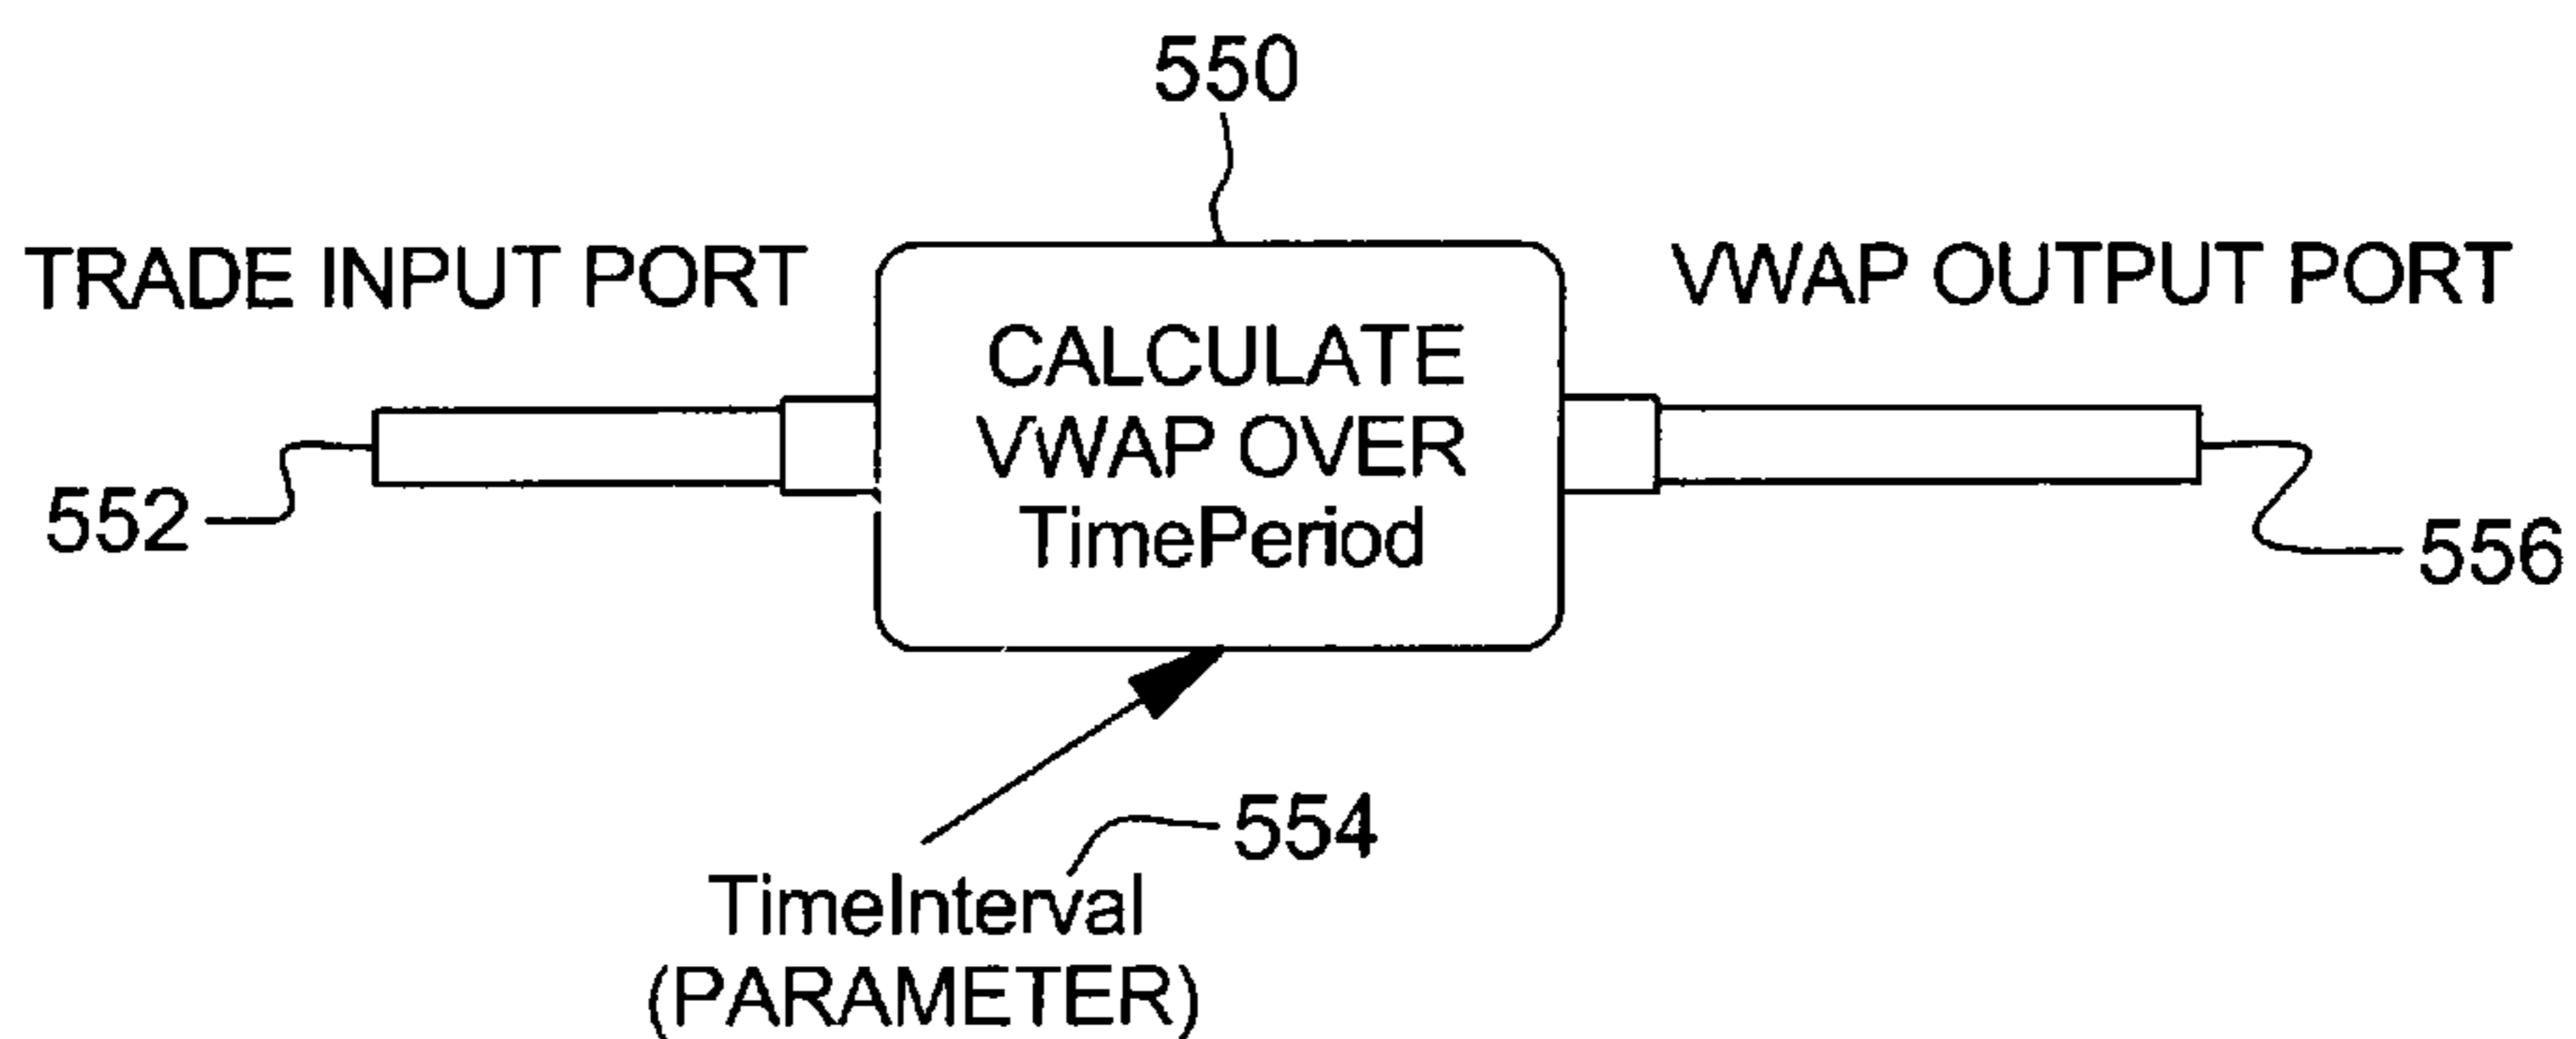 550
TRADE INPUT PORT
VWAP OUTPUT PORT
CALCULATE
VWAP OVER
TimePeriod
552
556
554
TimeInterval
(PARAMETER)